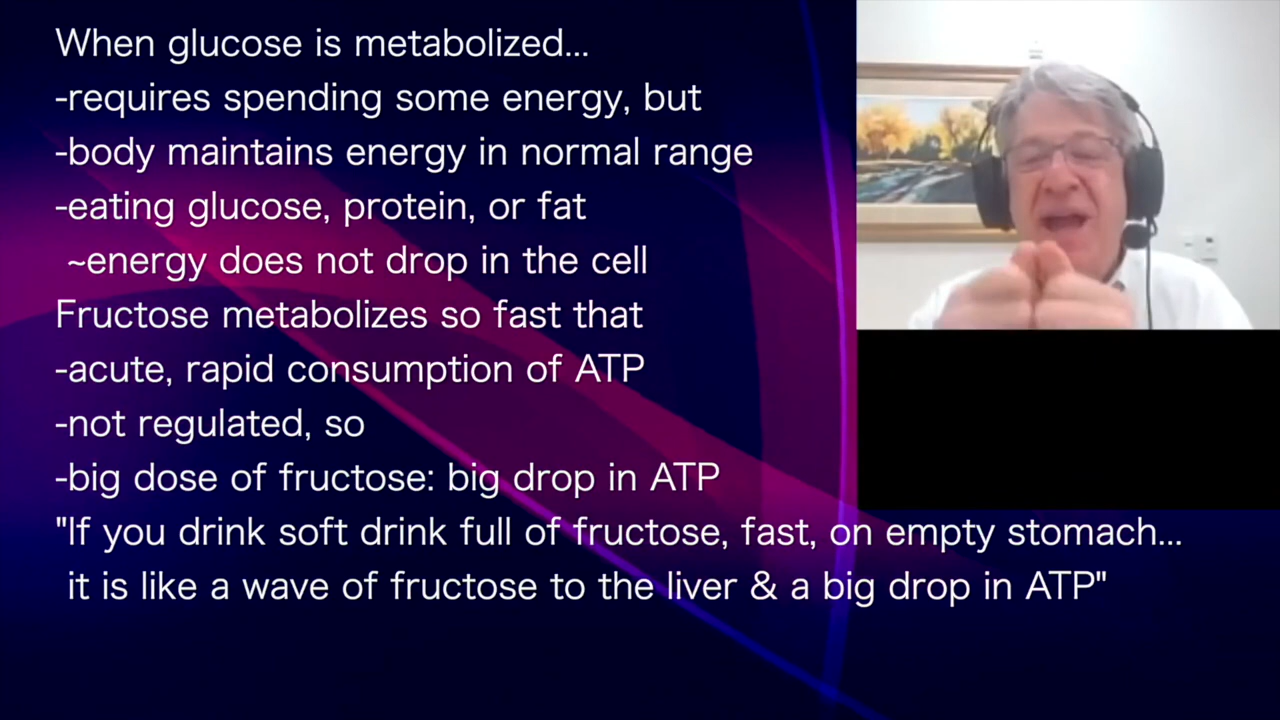 When glucose is metabolized...
-requires spending some energy, but
-body maintains energy in normal range
-eating glucose, protein, or fat
~energy does not drop in the cell
Fructose metabolizes so fast that
-acute, rapid consumption of ATP
-not regulated, so
-big dose of fructose: big drop in ATP
"If you drink soft drink full of fructose, fast, on empty stomach...
it is like a wave of fructose to the liver & a big drop in ATP"